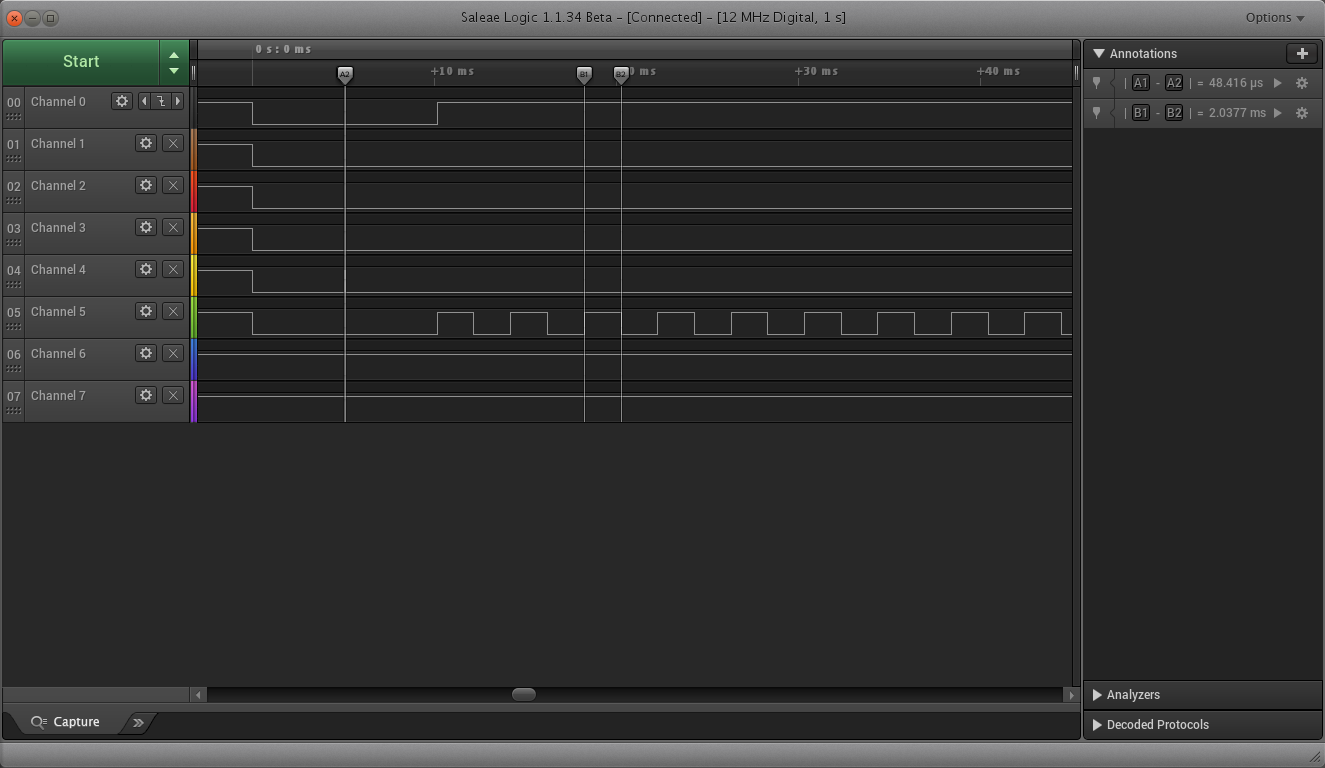 Saleae Logic 1.1.34 Beta – [Connected] – [12 MHz Digital, 1 s]
Options
Start
0 s : 0 ms
+10 ms
0 ms
+30 ms
+40 ms
A2
B1
B2
Annotations
A1 - A2 | = 48.416 µs
B1 - B2 | = 2.0377 ms
00 Channel 0
01 Channel 1
02 Channel 2
03 Channel 3
04 Channel 4
05 Channel 5
06 Channel 6
07 Channel 7
Analyzers
Capture
Decoded Protocols